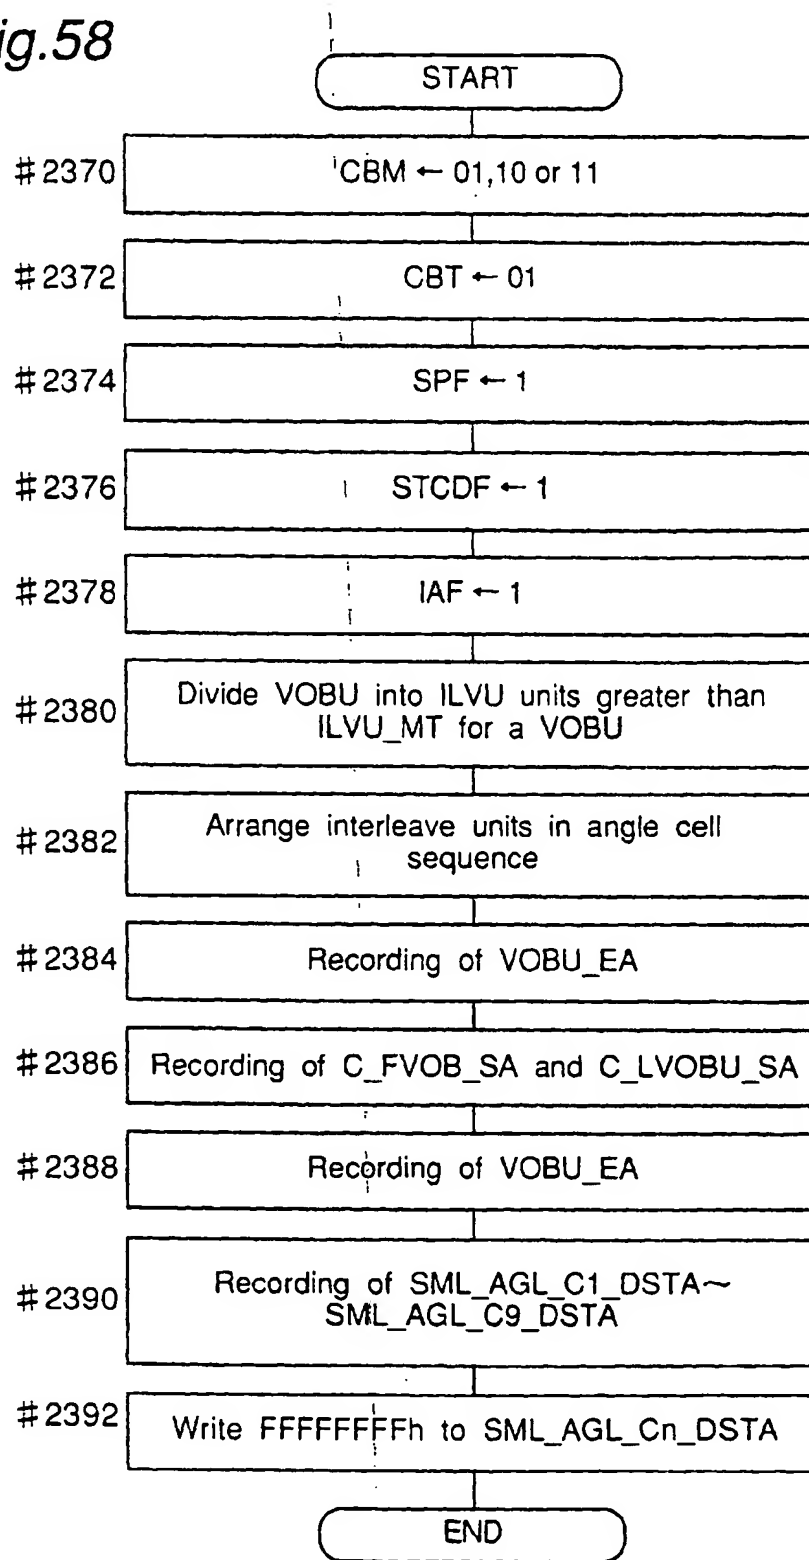 ig.58
START
#2370
CBM ← 01,10 or 11
#2372
CBT ← 01
#2374
SPF ← 1
#2376
STCDF ← 1
#2378
IAF ← 1
#2380
Divide VOBU into ILVU units greater than
ILVU_MT for a VOBU
#2382
Arrange interleave units in angle cell
sequence
#2384
Recording of VOBU_EA
#2386
Recording of C_FVOB_SA and C_LVOBU_SA
#2388
Recording of VOBU_EA
#2390
Recording of SML_AGL_C1_DSTA~
SML_AGL_C9_DSTA
#2392
Write FFFFFFFFh to SML_AGL_Cn_DSTA
END